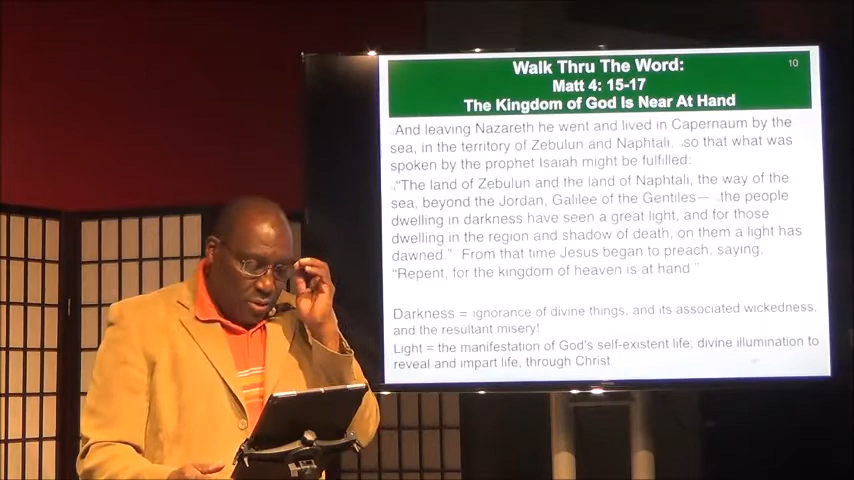 Walk Thru The Word:
10
Matt 4: 15-17
The Kingdom of God Is Near At Hand
And leaving Nazareth he went and lived in Capernaum by the
sea, in the territory of Zebulun and Naphtali, so that what was
spoken by the prophet Isaiah might be fulfilled:
"The land of Zebulun and the land of Naphtali, the way of the
sea, beyond the Jordan, Galilee of the Gentiles— the people
dwelling in darkness have seen a great light, and for those
dwelling in the region and shadow of death, on them a light has
dawned." From that time Jesus began to preach, saying,
"Repent, for the kingdom of heaven is at hand."
Darkness = ignorance of divine things, and its associated wickedness,
and the resultant misery!
Light = the manifestation of God's self-existent life; divine illumination to
reveal and impart life, through Christ